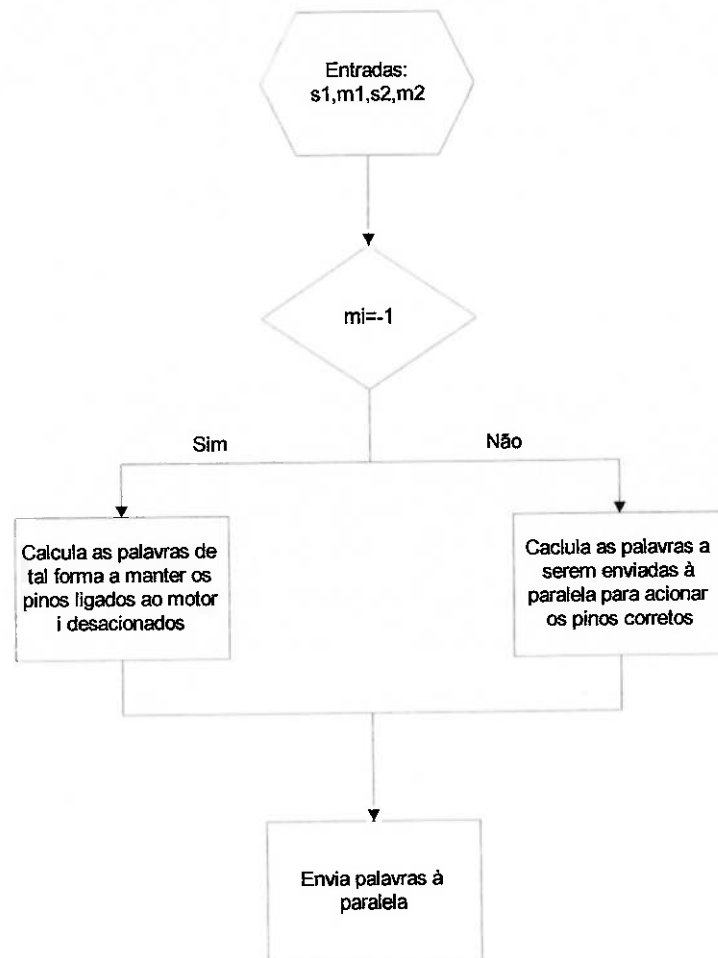 Entradas:
s1,m1,s2,m2
mi=-1
Sim
Não
Calcula as palavras de
tal forma a manter os
pinos ligados ao motor
i desacionados
Caclula as palavras a
serem enviadas à
paralela para acionar
os pinos corretos
Envia palavras à
paralela